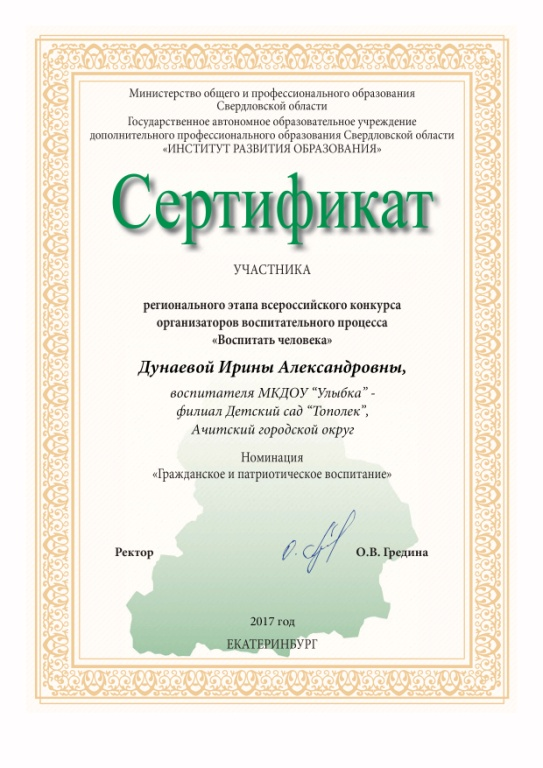 Министерство общего и профессионального образования
Свердловской области
Государственное автономное образовательное учреждение
дополнительного профессионального образования Свердловской области
«ИНСТИТУТ РАЗВИТИЯ ОБРАЗОВАНИЯ»
Сертификат
УЧАСТНИКА
регионального этапа всероссийского конкурса
организаторов воспитательного процесса
«Воспитать человека»
Дунаевой Ирины Александровны,
воспитателя МКДОУ “Улыбка” -
филиал Детский сад “Тополек”,
Ачитский городской округ
Номинация
«Гражданское и патриотическое воспитание»
Ректор О.В. Гредина
2017 год
ЕКАТЕРИНБУРГ